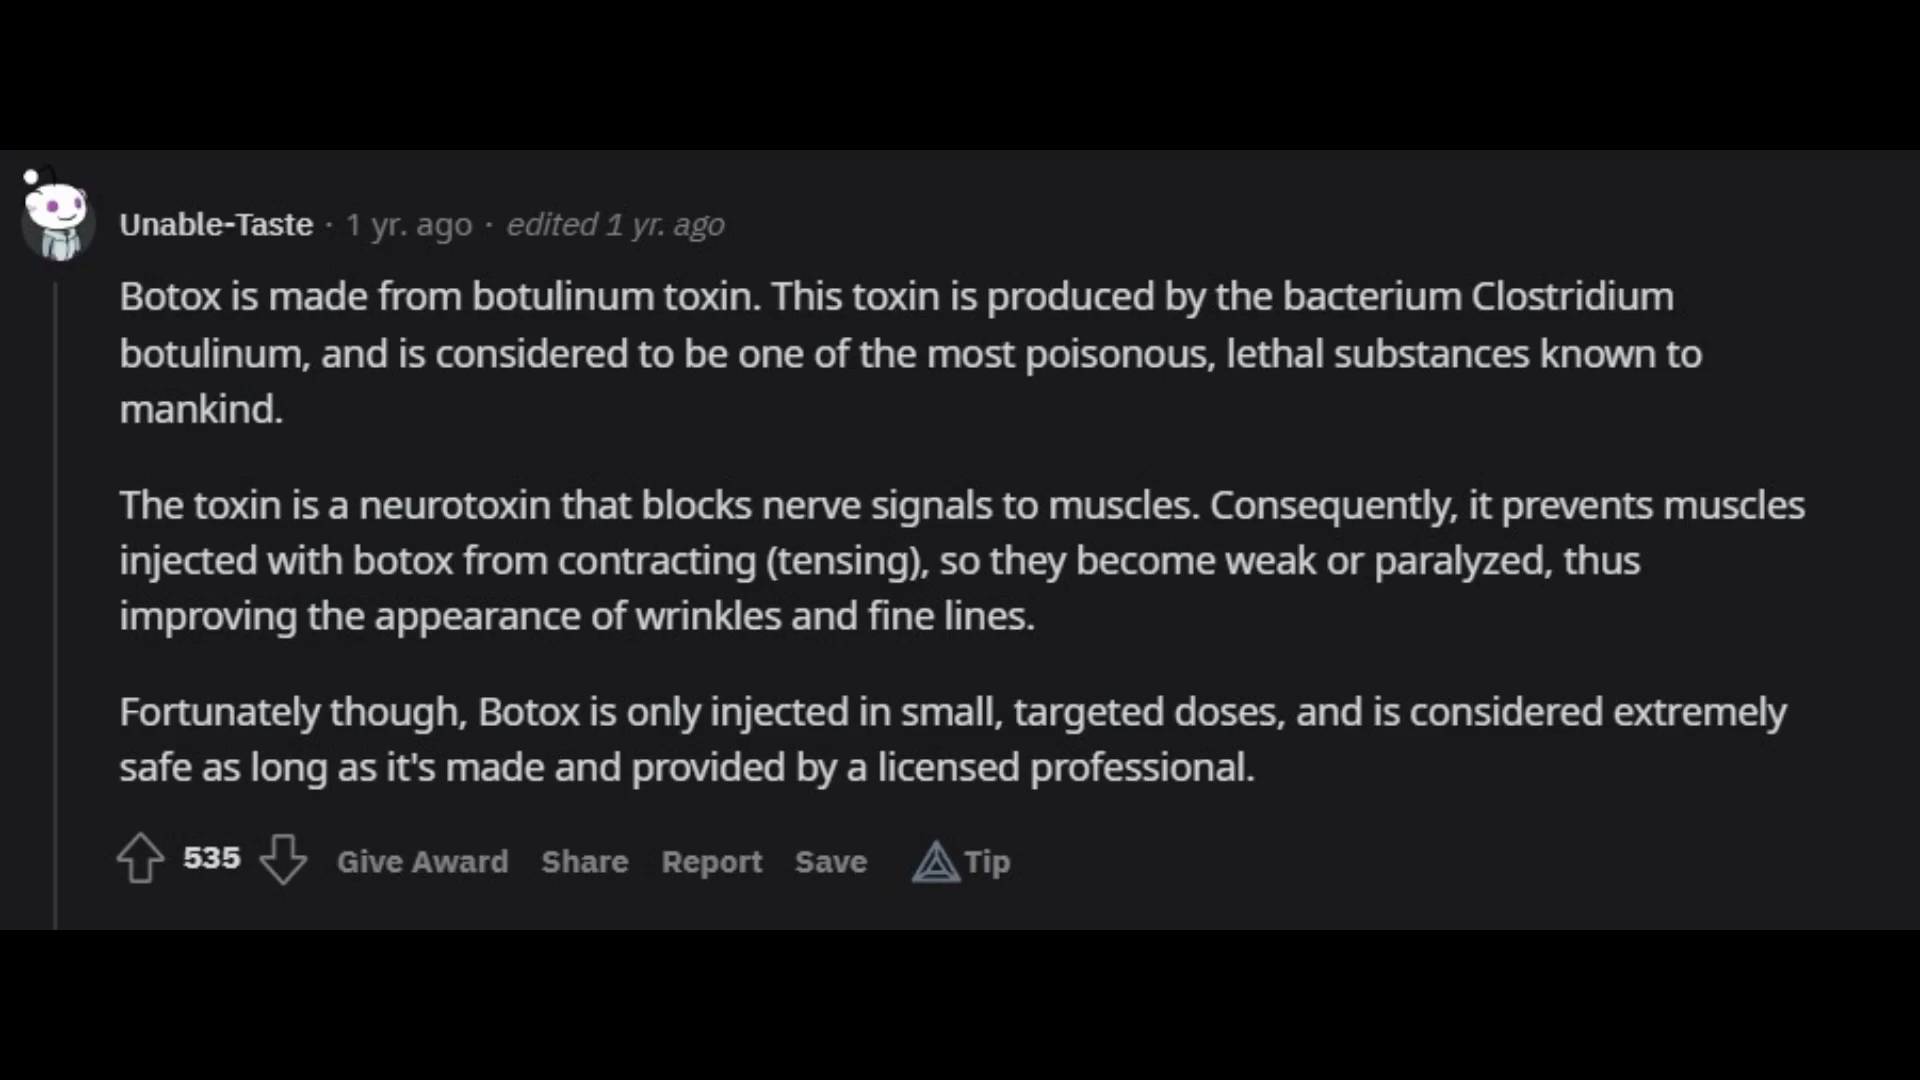 Unable-Taste · 1 yr. ago · edited 1 yr. ago
Botox is made from botulinum toxin. This toxin is produced by the bacterium Clostridium
botulinum, and is considered to be one of the most poisonous, lethal substances known to
mankind.
The toxin is a neurotoxin that blocks nerve signals to muscles. Consequently, it prevents muscles
injected with botox from contracting (tensing), so they become weak or paralyzed, thus
improving the appearance of wrinkles and fine lines.
Fortunately though, Botox is only injected in small, targeted doses, and is considered extremely
safe as long as it's made and provided by a licensed professional.
535 Give Award Share Report Save Tip